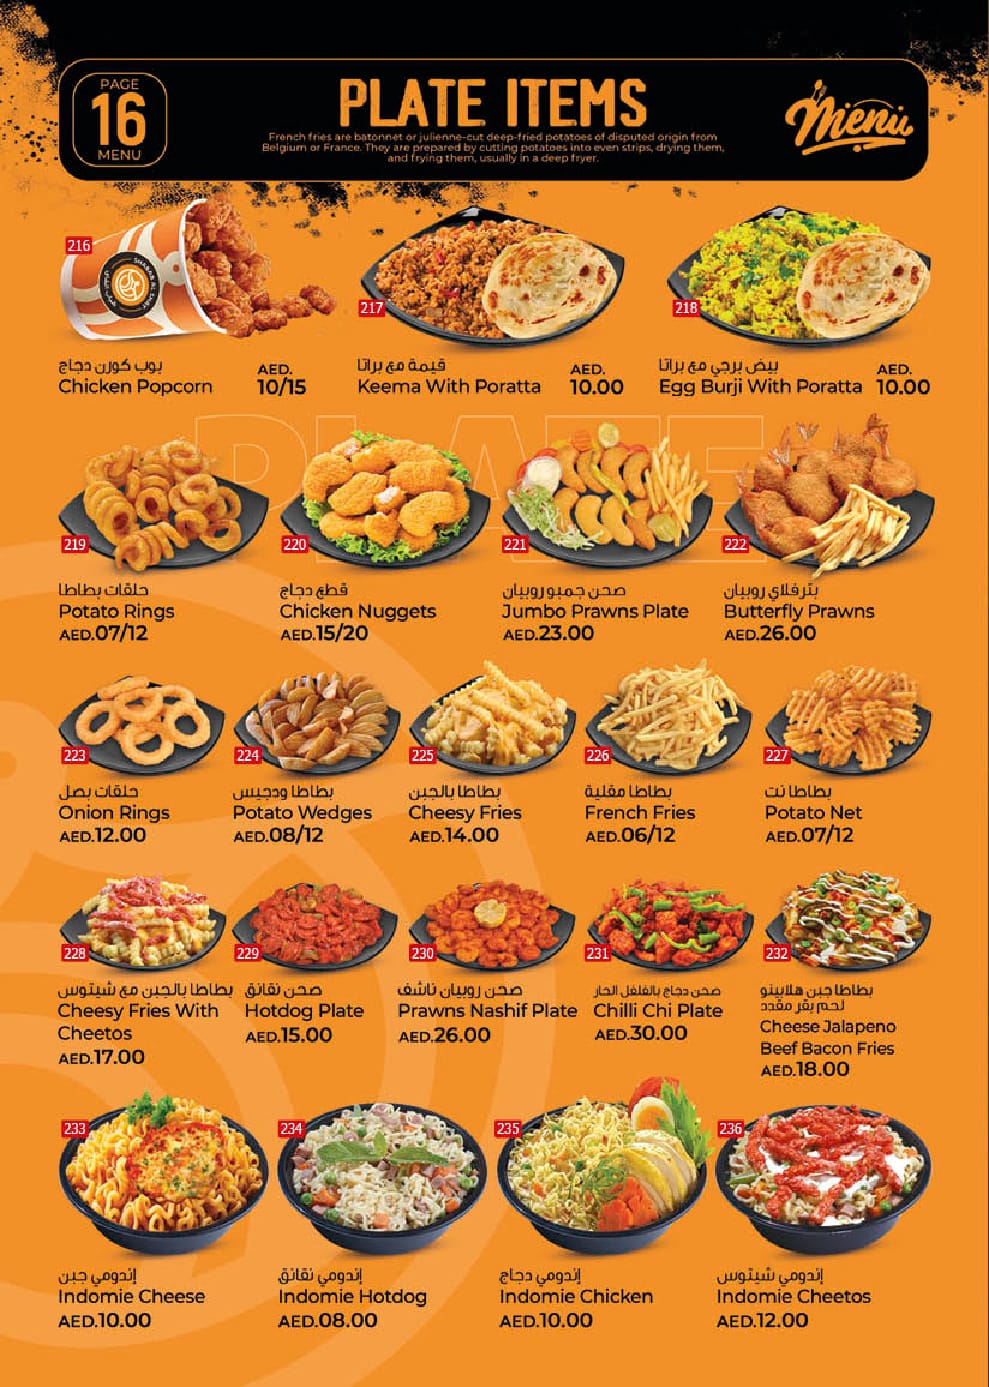 PAGE
16
MENU
PLATE ITEMS
French fries are batonnet or julienne-cut deep-fried potatoes of disputed origin from
Belgium or France. They are prepared by cutting potatoes into even strips, drying them,
and frying them, usually in a deep fryer.
Menu
216
بوب كورن دجاج
Chicken Popcorn
AED.
10/15
217
قيمة مع براتا
Keema With Poratta
AED.
10.00
218
بيض برجي مع براتا
Egg Burji With Poratta
AED.
10.00
PLATE
219
حلقات بطاطا
Potato Rings
AED.07/12
220
قطع دجاج
Chicken Nuggets
AED.15/20
221
صحن جمبو روبيان
Jumbo Prawns Plate
AED.23.00
222
بترفلاي روبيان
Butterfly Prawns
AED.26.00
223
حلقات بصل
Onion Rings
AED.12.00
224
بطاطا ودجيس
Potato Wedges
AED.08/12
225
بطاطا بالجبن
Cheesy Fries
AED.14.00
226
بطاطا مقلية
French Fries
AED.06/12
227
بطاطا نت
Potato Net
AED.07/12
228
بطاطا بالجبن مع شيتوس
Cheesy Fries With
Cheetos
AED.17.00
229
صحن نقانق
Hotdog Plate
AED.15.00
230
صحن روبيان ناشف
Prawns Nashif Plate
AED.26.00
231
صحن دجاج بالفلفل الحار
Chilli Chi Plate
AED.30.00
232
بطاطا جبن هلابينو
لحم بقر مقدد
Cheese Jalapeno
Beef Bacon Fries
AED.18.00
233
إندومي جبن
Indomie Cheese
AED.10.00
234
إندومي نقانق
Indomie Hotdog
AED.08.00
235
إندومي دجاج
Indomie Chicken
AED.10.00
236
إندومي شيتوس
Indomie Cheetos
AED.12.00